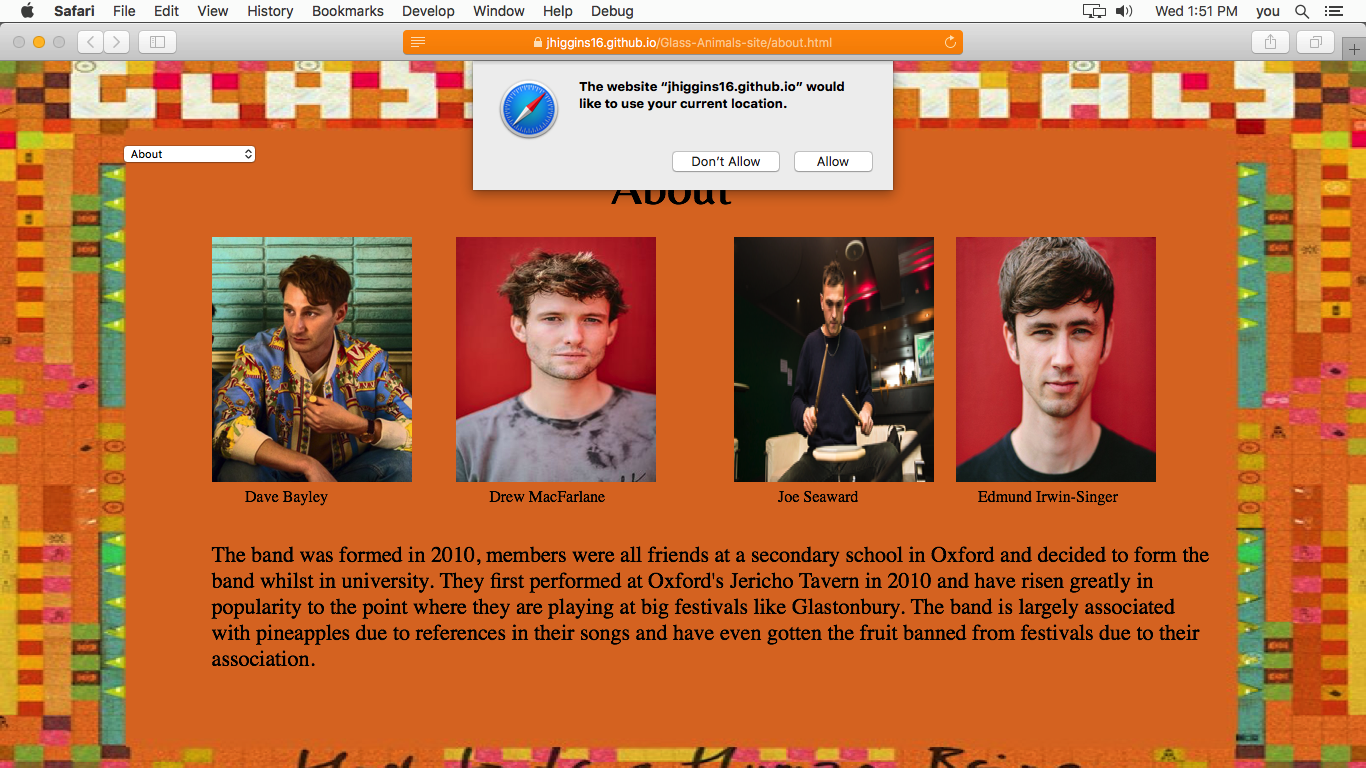 Safari File Edit View History Bookmarks Develop Window Help Debug Wed 1:51 PM you
jhiggins16.github.io/Glass-Animals-site/about.html
The website “jhiggins16.github.io” would
like to use your current location.
Don’t Allow Allow
About
About
Dave Bayley Drew MacFarlane Joe Seaward Edmund Irwin-Singer
The band was formed in 2010, members were all friends at a secondary school in Oxford and decided to form the
band whilst in university. They first performed at Oxford's Jericho Tavern in 2010 and have risen greatly in
popularity to the point where they are playing at big festivals like Glastonbury. The band is largely associated
with pineapples due to references in their songs and have even gotten the fruit banned from festivals due to their
association.